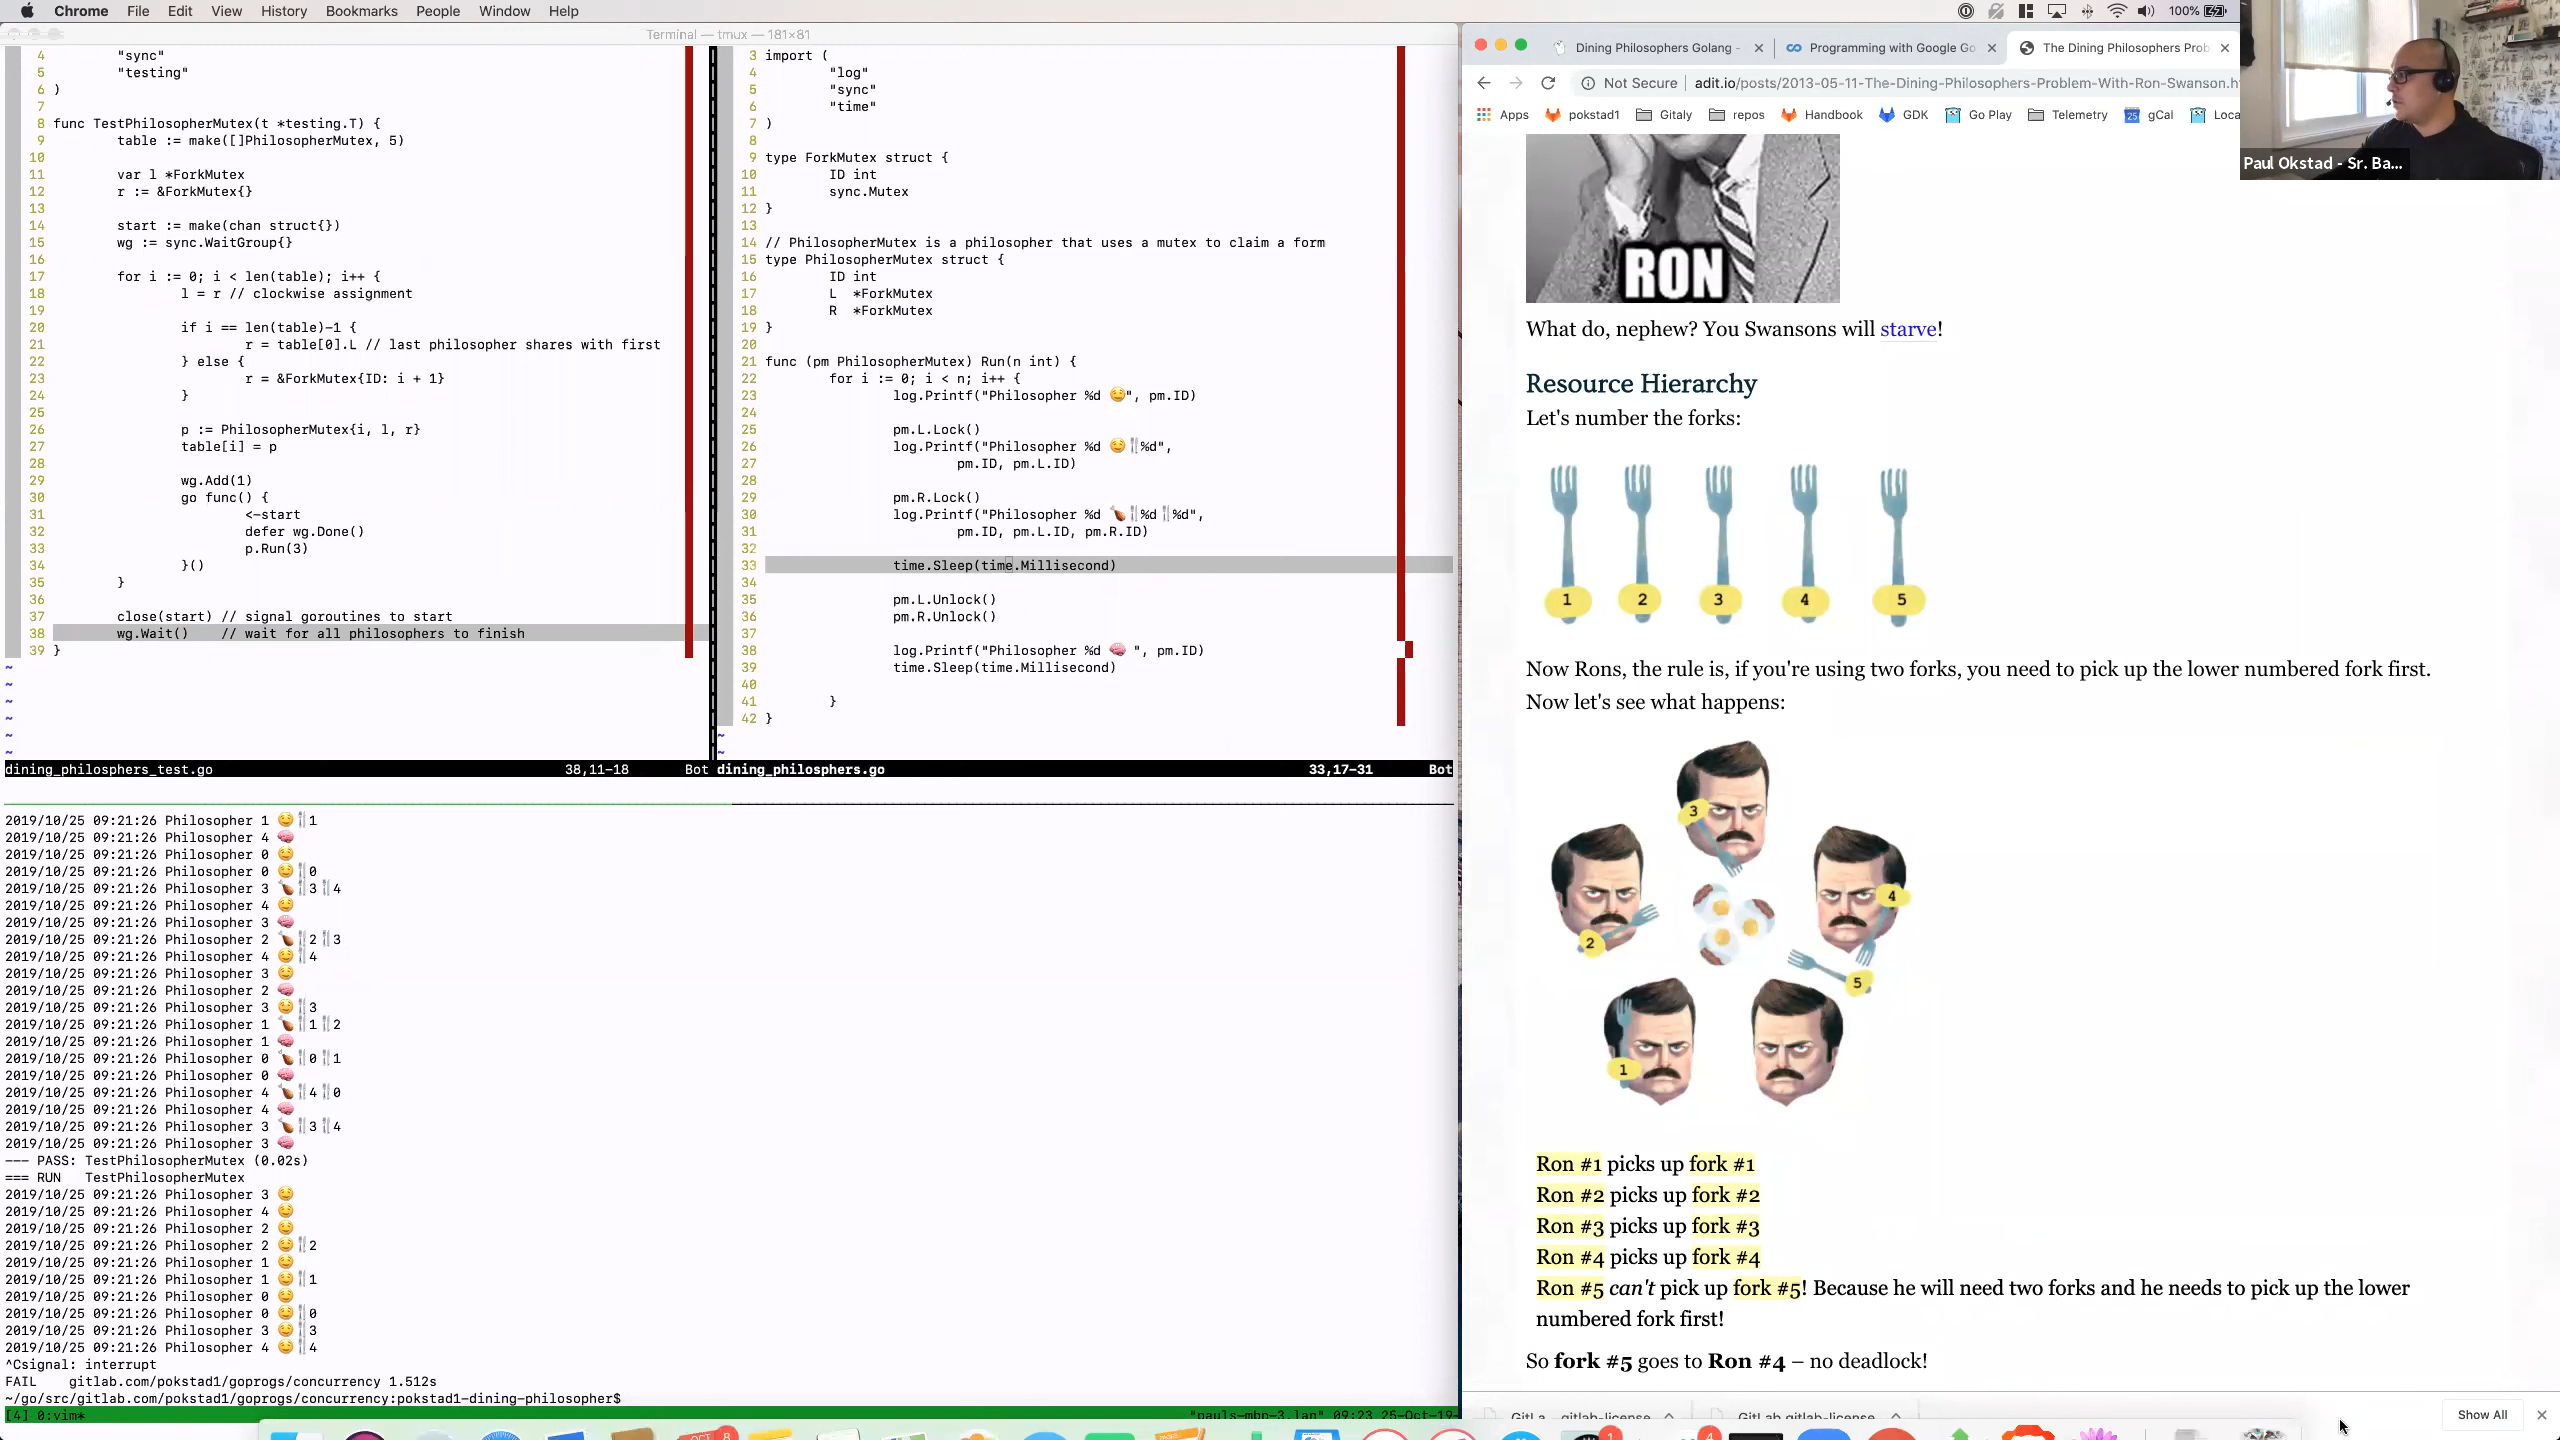 Chrome File Edit View History Bookmarks People Window Help 100%
Terminal — tmux — 181×81
4 "sync"
5 "testing"
6 )
7
8 func TestPhilosopherMutex(t *testing.T) {
9 table := make([]PhilosopherMutex, 5)
10
11 var l *ForkMutex
12 r := &ForkMutex{}
13
14 start := make(chan struct{})
15 wg := sync.WaitGroup{}
16
17 for i := 0; i < len(table); i++ {
18 l = r // clockwise assignment
19
20 if i == len(table)-1 {
21 r = table[0].L // last philosopher shares with first
22 } else {
23 r = &ForkMutex{ID: i + 1}
24 }
25
26 p := PhilosopherMutex{i, l, r}
27 table[i] = p
28
29 wg.Add(1)
30 go func() {
31 <-start
32 defer wg.Done()
33 p.Run(3)
34 }()
35 }
36
37 close(start) // signal goroutines to start
38 wg.Wait() // wait for all philosophers to finish
39 }
~
~
~
~
~
~
dining_philosphers_test.go 38,11-18 Bot
3 import (
4 "log"
5 "sync"
6 "time"
7 )
8
9 type ForkMutex struct {
10 ID int
11 sync.Mutex
12 }
13
14 // PhilosopherMutex is a philosopher that uses a mutex to claim a form
15 type PhilosopherMutex struct {
16 ID int
17 L *ForkMutex
18 R *ForkMutex
19 }
20
21 func (pm PhilosopherMutex) Run(n int) {
22 for i := 0; i < n; i++ {
23 log.Printf("Philosopher %d 😋", pm.ID)
24
25 pm.L.Lock()
26 log.Printf("Philosopher %d 😋🍴%d",
27 pm.ID, pm.L.ID)
28
29 pm.R.Lock()
30 log.Printf("Philosopher %d 🍗🍴%d🍴%d",
31 pm.ID, pm.L.ID, pm.R.ID)
32
33 time.Sleep(time.Millisecond)
34
35 pm.L.Unlock()
36 pm.R.Unlock()
37
38 log.Printf("Philosopher %d 🧠 ", pm.ID)
39 time.Sleep(time.Millisecond)
40
41 }
42 }
~
~
dining_philosphers.go 33,17-31 Bot
2019/10/25 09:21:26 Philosopher 1 😋🍴1
2019/10/25 09:21:26 Philosopher 4 🧠
2019/10/25 09:21:26 Philosopher 0 😋
2019/10/25 09:21:26 Philosopher 0 😋🍴0
2019/10/25 09:21:26 Philosopher 3 🍗🍴3🍴4
2019/10/25 09:21:26 Philosopher 4 😋
2019/10/25 09:21:26 Philosopher 3 🧠
2019/10/25 09:21:26 Philosopher 2 🍗🍴2🍴3
2019/10/25 09:21:26 Philosopher 4 😋🍴4
2019/10/25 09:21:26 Philosopher 3 😋
2019/10/25 09:21:26 Philosopher 2 🧠
2019/10/25 09:21:26 Philosopher 3 😋🍴3
2019/10/25 09:21:26 Philosopher 1 🍗🍴1🍴2
2019/10/25 09:21:26 Philosopher 1 🧠
2019/10/25 09:21:26 Philosopher 0 🍗🍴0🍴1
2019/10/25 09:21:26 Philosopher 0 🧠
2019/10/25 09:21:26 Philosopher 4 🍗🍴4🍴0
2019/10/25 09:21:26 Philosopher 4 🧠
2019/10/25 09:21:26 Philosopher 3 🍗🍴3🍴4
2019/10/25 09:21:26 Philosopher 3 🧠
--- PASS: TestPhilosopherMutex (0.02s)
=== RUN TestPhilosopherMutex
2019/10/25 09:21:26 Philosopher 3 😋
2019/10/25 09:21:26 Philosopher 4 😋
2019/10/25 09:21:26 Philosopher 2 😋
2019/10/25 09:21:26 Philosopher 2 😋🍴2
2019/10/25 09:21:26 Philosopher 1 😋
2019/10/25 09:21:26 Philosopher 1 😋🍴1
2019/10/25 09:21:26 Philosopher 0 😋
2019/10/25 09:21:26 Philosopher 0 😋🍴0
2019/10/25 09:21:26 Philosopher 3 😋🍴3
2019/10/25 09:21:26 Philosopher 4 😋🍴4
^Csignal: interrupt
FAIL gitlab.com/pokstad1/goprogs/concurrency 1.512s
~/go/src/gitlab.com/pokstad1/goprogs/concurrency:pokstad1-dining-philosopher$
[4] 0:vim* "pauls-mbp-3.lan" 09:23 25-Oct-19
Dining Philosophers Golang - Programming with Google Go The Dining Philosophers Prob
Not Secure adit.io/posts/2013-05-11-The-Dining-Philosophers-Problem-With-Ron-Swanson.h
Apps pokstad1 Gitaly repos Handbook GDK Go Play Telemetry 25 gCal Loca
Paul Okstad - Sr. Ba...
RON
What do, nephew? You Swansons will starve!
Resource Hierarchy
Let's number the forks:
1 2 3 4 5
Now Rons, the rule is, if you're using two forks, you need to pick up the lower numbered fork first.
Now let's see what happens:
3
4
2
5
1
Ron #1 picks up fork #1
Ron #2 picks up fork #2
Ron #3 picks up fork #3
Ron #4 picks up fork #4
Ron #5 can't pick up fork #5! Because he will need two forks and he needs to pick up the lower
numbered fork first!
So fork #5 goes to Ron #4 – no deadlock!
GitLa...gitlab-license GitLab gitlab-license Show All
OCT 8 1 4